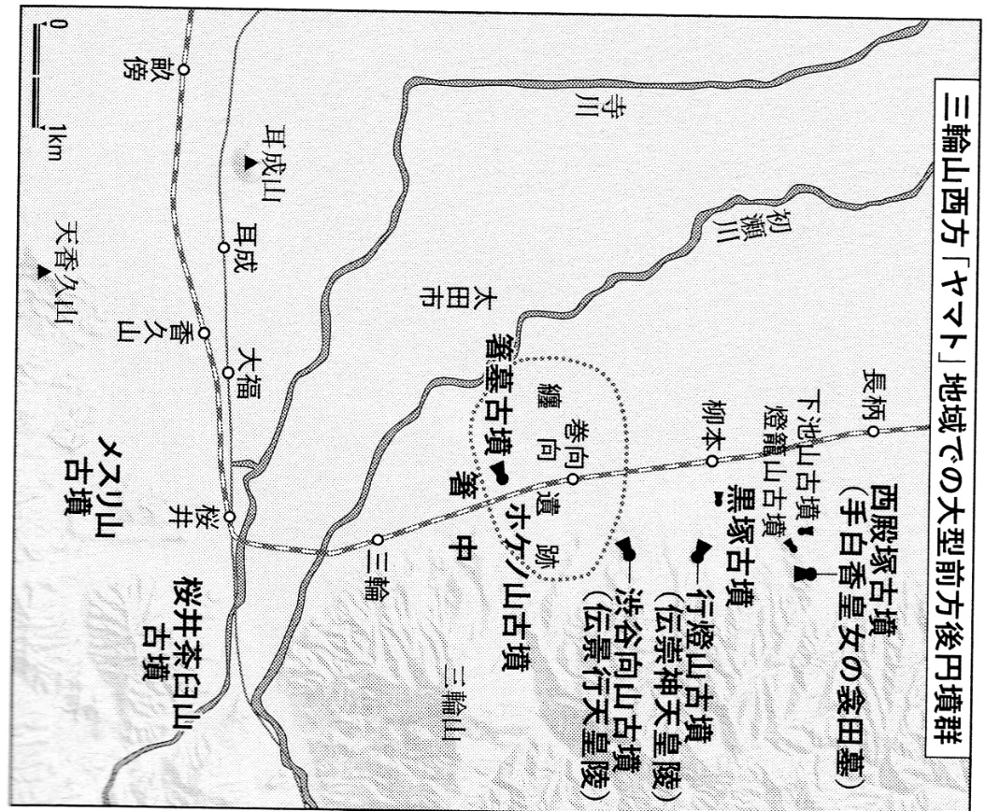 三輪山西方「ヤマト」地域での大型前方後円墳群
長柄
西殿塚古墳
(手白香皇女の衾田墓)
下池山古墳
燈籠山古墳
柳本
黒塚古墳
行燈山古墳
(伝崇神天皇陵)
渋谷向山古墳
(伝景行天皇陵)
巻向
纏向遺跡
箸墓古墳
ホケノ山古墳
箸中
太田市
初瀬川
寺川
三輪
三輪山
耳成山
耳成
大福
桜井
畝傍
香久山
天香久山
メスリ山
古墳
桜井茶臼山
古墳
0
1km